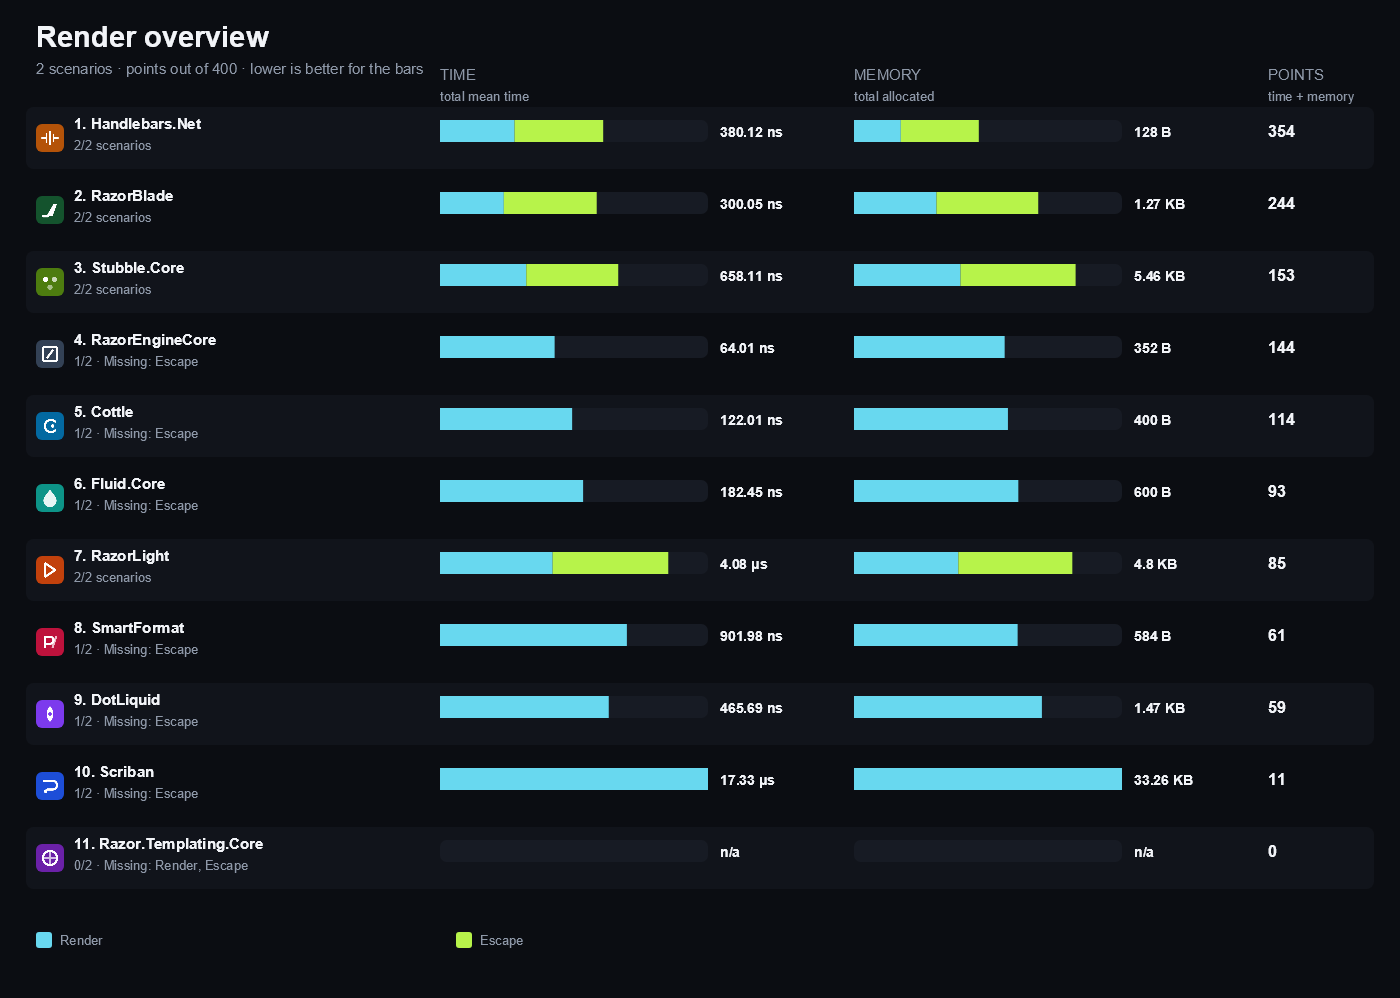 Render overview
2 scenarios · points out of 400 · lower is better for the bars
TIME
total mean time
MEMORY
total allocated
POINTS
time + memory
1. Handlebars.Net
2/2 scenarios
380.12 ns
128 B
354
2. RazorBlade
2/2 scenarios
300.05 ns
1.27 KB
244
3. Stubble.Core
2/2 scenarios
658.11 ns
5.46 KB
153
4. RazorEngineCore
1/2 · Missing: Escape
64.01 ns
352 B
144
5. Cottle
1/2 · Missing: Escape
122.01 ns
400 B
114
6. Fluid.Core
1/2 · Missing: Escape
182.45 ns
600 B
93
7. RazorLight
2/2 scenarios
4.08 µs
4.8 KB
85
8. SmartFormat
1/2 · Missing: Escape
901.98 ns
584 B
61
9. DotLiquid
1/2 · Missing: Escape
465.69 ns
1.47 KB
59
10. Scriban
1/2 · Missing: Escape
17.33 µs
33.26 KB
11
11. Razor.Templating.Core
0/2 · Missing: Render, Escape
n/a
n/a
0
Render
Escape